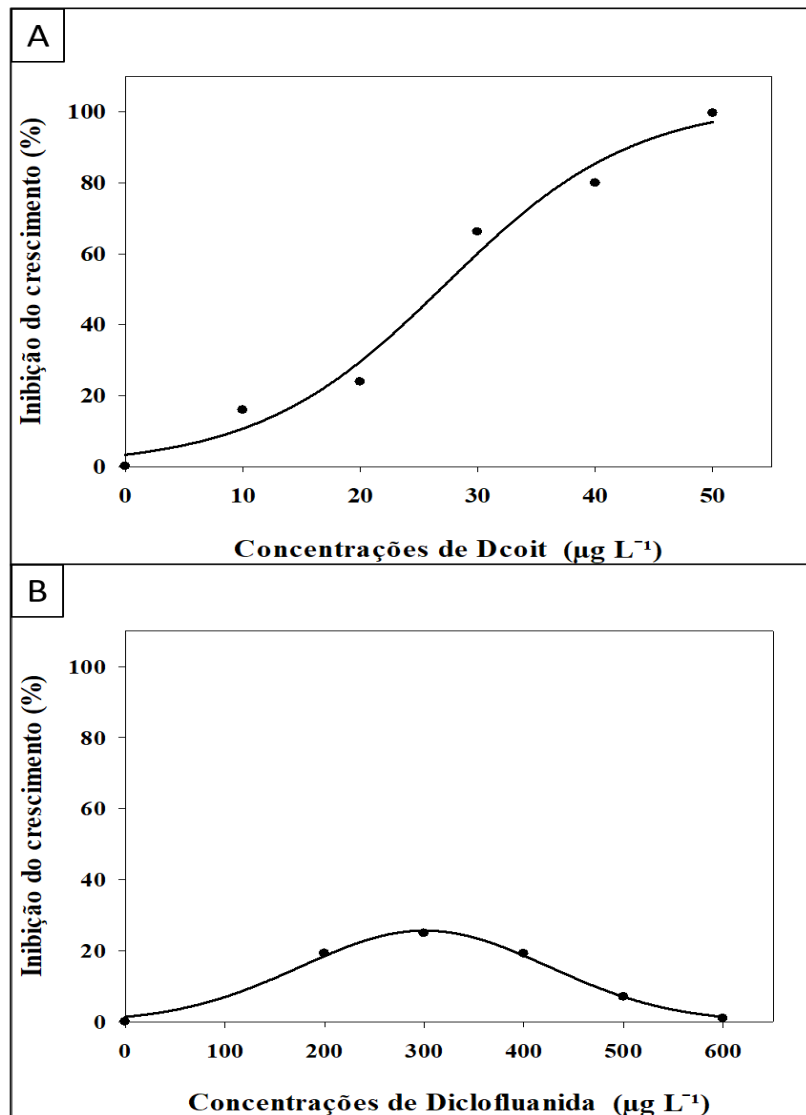 A
Inibição do crescimento (%)
100
80
60
40
20
0
0 10 20 30 40 50
Concentrações de Dcoit (µg L⁻¹)
B
Inibição do crescimento (%)
100
80
60
40
20
0
0 100 200 300 400 500 600
Concentrações de Diclofluanida (µg L⁻¹)